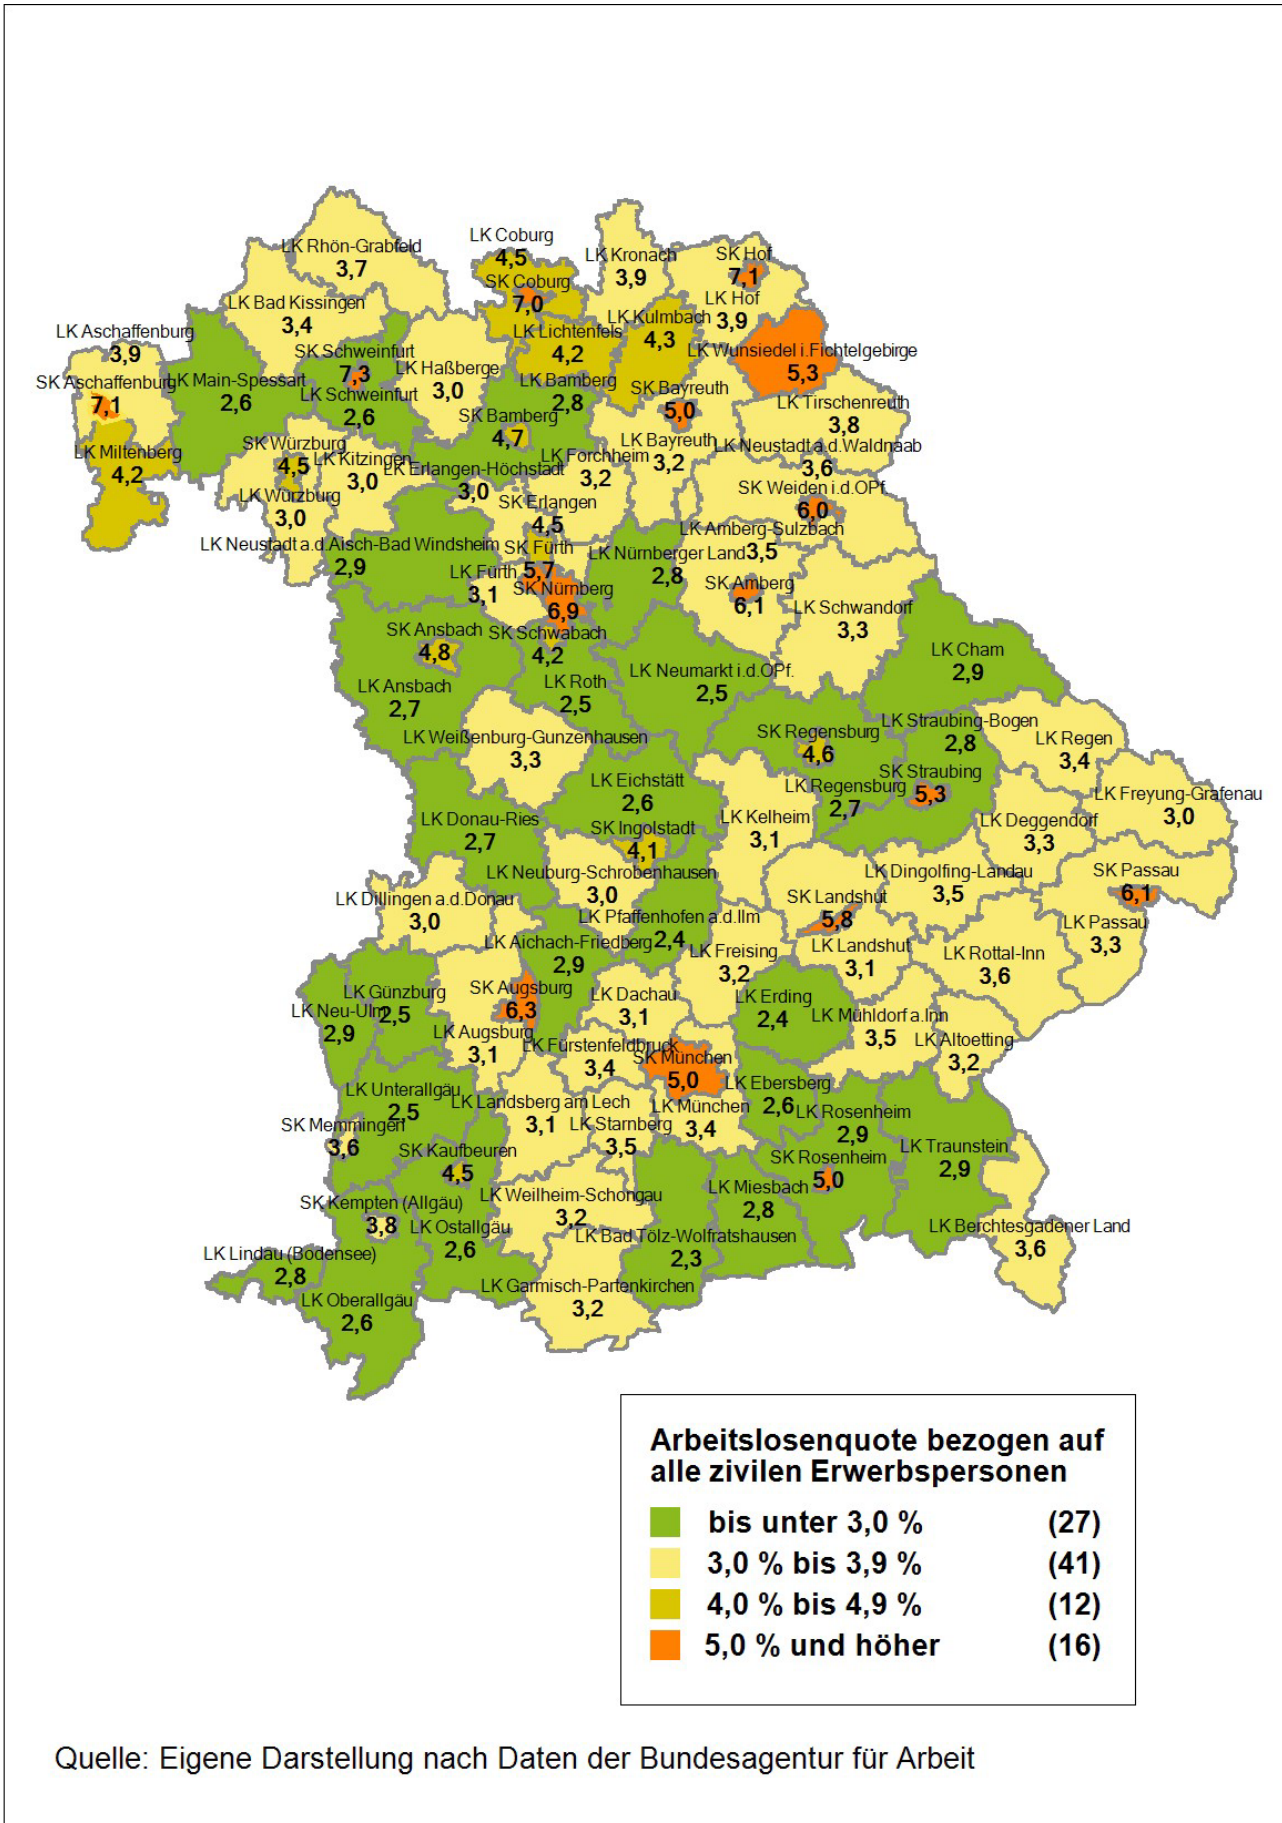 LK Coburg
4,5
LK Rhön-Grabfeld
3,7
LK Kronach
3,9
SK Hof
7,1
SK Coburg
7,0
LK Bad Kissingen
3,4
LK Hof
3,9
LK Kulmbach
4,3
LK Aschaffenburg
3,9
LK Lichtenfels
4,2
SK Schweinfurt
7,3
LK Wunsiedel i.Fichtelgebirge
5,3
LK Haßberge
3,0
SK Aschaffenburg
7,1
LK Main-Spessart
2,6
LK Bamberg
2,8
SK Bayreuth
5,0
LK Schweinfurt
2,6
LK Tirschenreuth
3,8
SK Bamberg
4,7
SK Würzburg
4,5
LK Bayreuth
3,2
LK Neustadt a.d.Waldnaab
3,6
LK Miltenberg
4,2
LK Kitzingen
3,0
LK Forchheim
3,2
LK Erlangen-Höchstadt
3,0
SK Weiden i.d.OPf.
6,0
LK Würzburg
3,0
SK Erlangen
4,5
LK Amberg-Sulzbach
3,5
LK Neustadt a.d.Aisch-Bad Windsheim
2,9
SK Fürth
5,7
LK Nürnberger Land
2,8
LK Fürth
3,1
SK Nürnberg
6,9
SK Amberg
6,1
LK Schwandorf
3,3
SK Ansbach
4,8
SK Schwabach
4,2
LK Cham
2,9
LK Neumarkt i.d.OPf.
2,5
LK Ansbach
2,7
LK Roth
2,5
LK Straubing-Bogen
2,8
SK Regensburg
4,6
LK Weißenburg-Gunzenhausen
3,3
LK Regen
3,4
SK Straubing
5,3
LK Eichstätt
2,6
LK Regensburg
2,7
LK Freyung-Grafenau
3,0
LK Donau-Ries
2,7
LK Kelheim
3,1
LK Deggendorf
3,3
SK Ingolstadt
4,1
LK Neuburg-Schrobenhausen
3,0
LK Dingolfing-Landau
3,5
SK Passau
6,1
LK Dillingen a.d.Donau
3,0
SK Landshut
5,8
LK Pfaffenhofen a.d.Ilm
2,4
LK Passau
3,3
LK Aichach-Friedberg
2,9
LK Freising
3,2
LK Landshut
3,1
LK Rottal-Inn
3,6
LK Günzburg
2,5
SK Augsburg
6,3
LK Dachau
3,1
LK Erding
2,4
LK Neu-Ulm
2,9
LK Mühldorf a.Inn
3,5
LK Augsburg
3,1
LK Fürstenfeldbruck
3,4
LK Altoetting
3,2
SK München
5,0
LK Ebersberg
2,6
LK Unterallgäu
2,5
LK Landsberg am Lech
3,1
LK München
3,4
LK Rosenheim
2,9
SK Memmingen
3,6
LK Starnberg
3,5
LK Traunstein
2,9
SK Kaufbeuren
4,5
SK Rosenheim
5,0
LK Miesbach
2,8
SK Kempten (Allgäu)
3,8
LK Weilheim-Schongau
3,2
LK Berchtesgadener Land
3,6
LK Ostallgäu
2,6
LK Bad Tölz-Wolfratshausen
2,3
LK Lindau (Bodensee)
2,8
LK Garmisch-Partenkirchen
3,2
LK Oberallgäu
2,6
Arbeitslosenquote bezogen auf
alle zivilen Erwerbspersonen
bis unter 3,0 % (27)
3,0 % bis 3,9 % (41)
4,0 % bis 4,9 % (12)
5,0 % und höher (16)
Quelle: Eigene Darstellung nach Daten der Bundesagentur für Arbeit